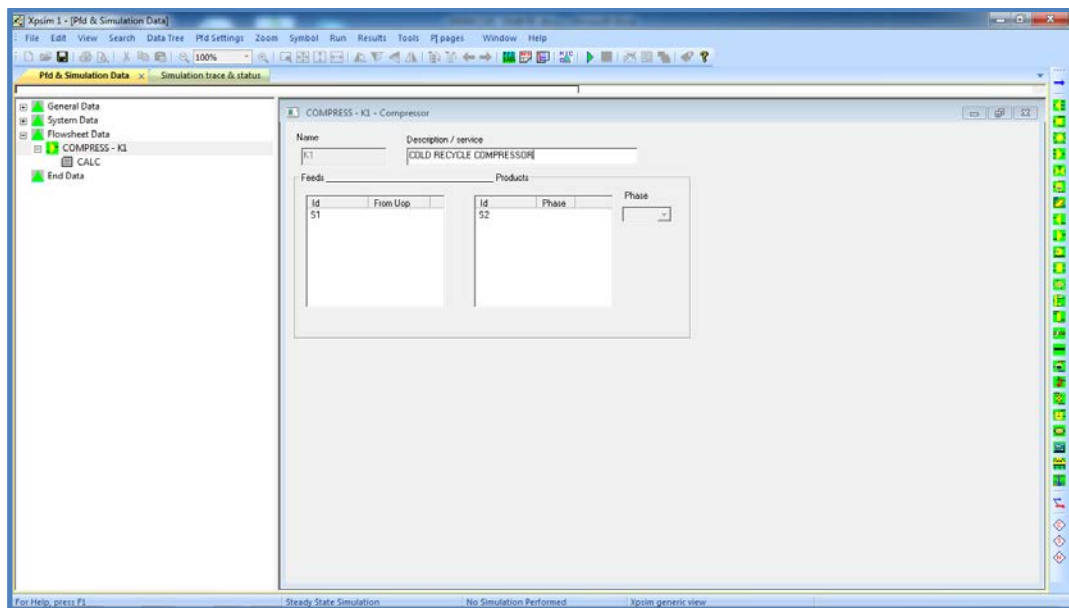 Xpsim 1 - [Pfd & Simulation Data]
File Edit View Search Data Tree Pfd Settings Zoom Symbol Run Results Tools Pj pages Window Help
100%
Pfd & Simulation Data Simulation trace & status
General Data
System Data
Flowsheet Data
COMPRESS - K1
CALC
End Data
COMPRESS - K1 - Compressor
Name Description / service
K1 COLD RECYCLE COMPRESSOR
Feeds Products
Phase
Id From Uop Id Phase
S1 S2
For Help, press F1 Steady State Simulation No Simulation Performed Xpsim generic view